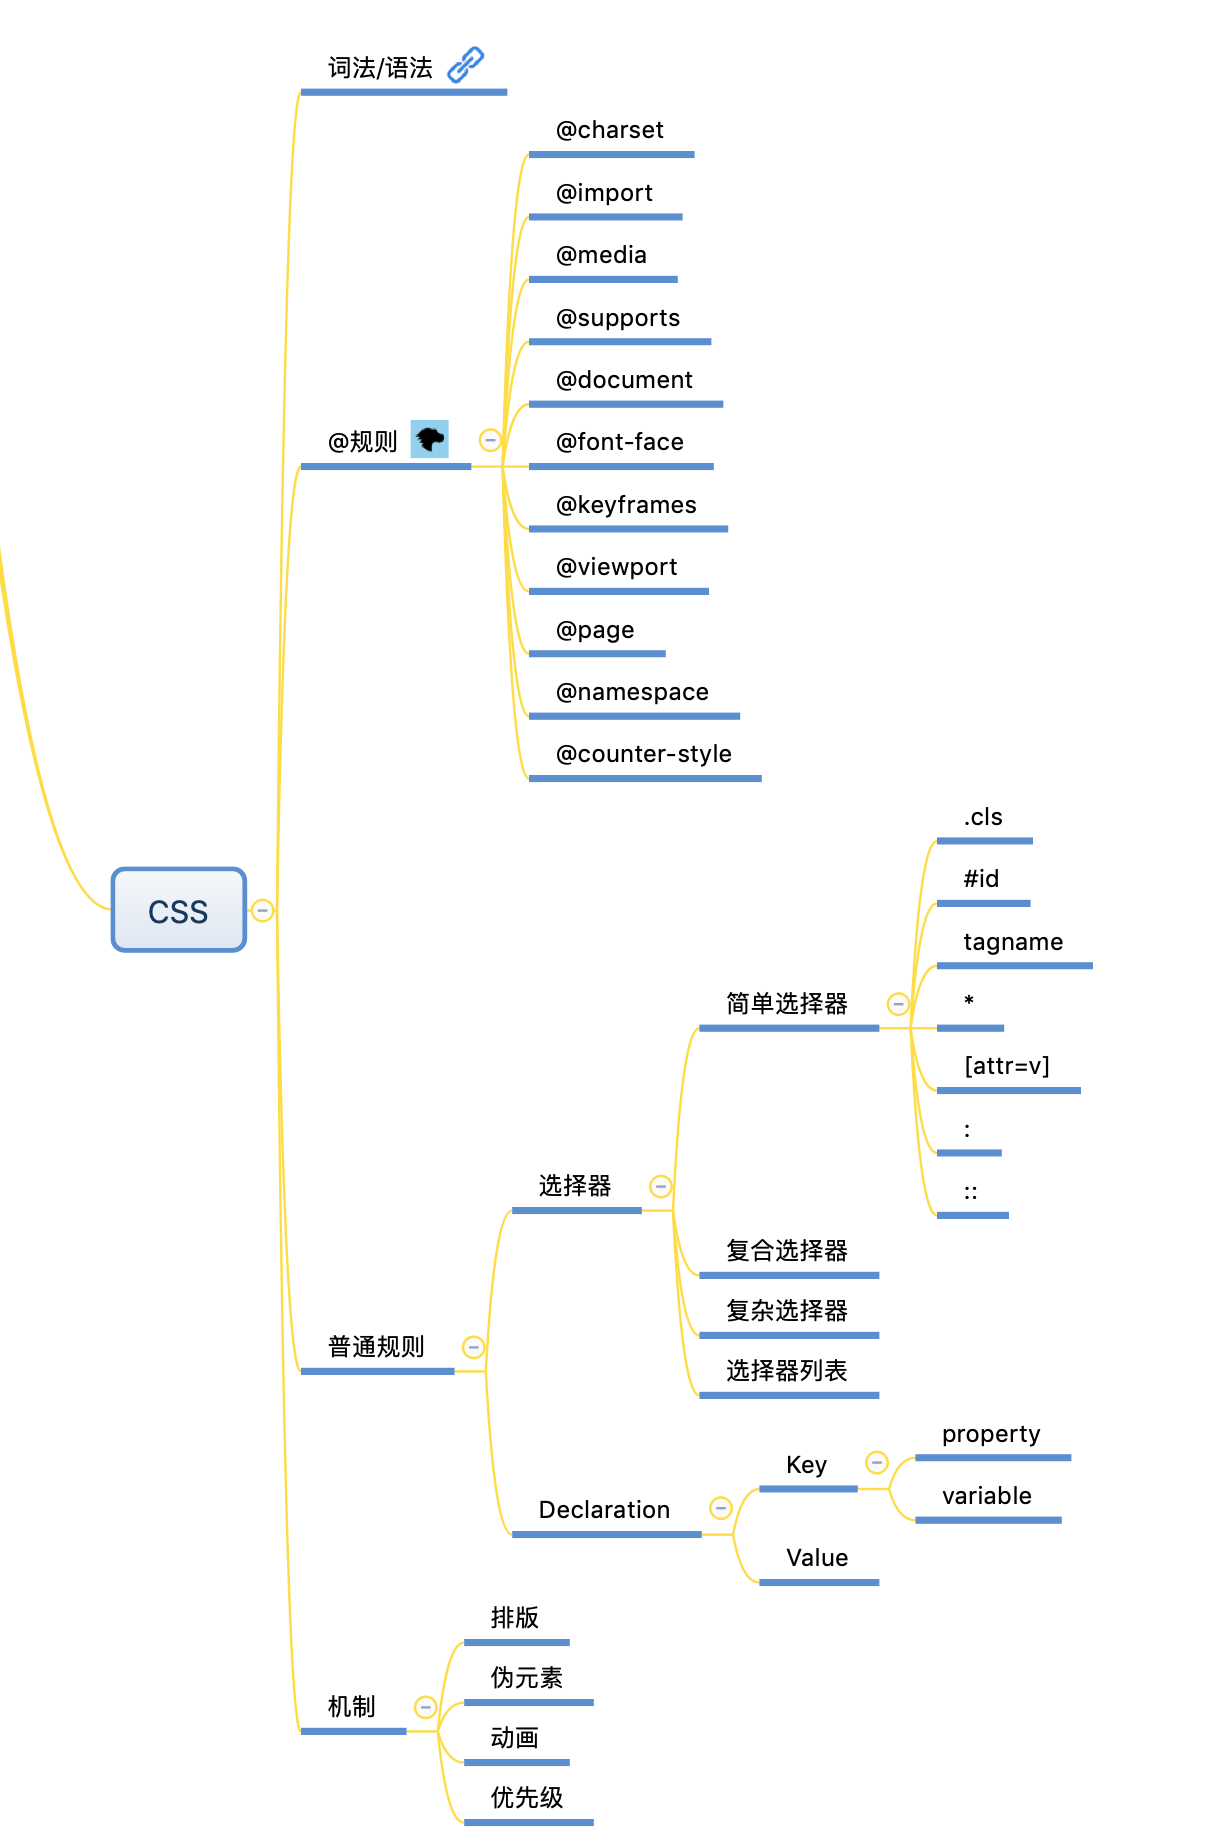 词法/语法
@charset
@import
@media
@supports
@document
@规则
@font-face
@keyframes
@viewport
@page
@namespace
@counter-style
CSS
.cls
#id
tagname
简单选择器
*
[attr=v]
:
::
选择器
复合选择器
复杂选择器
选择器列表
普通规则
property
Key
variable
Declaration
Value
排版
伪元素
机制
动画
优先级